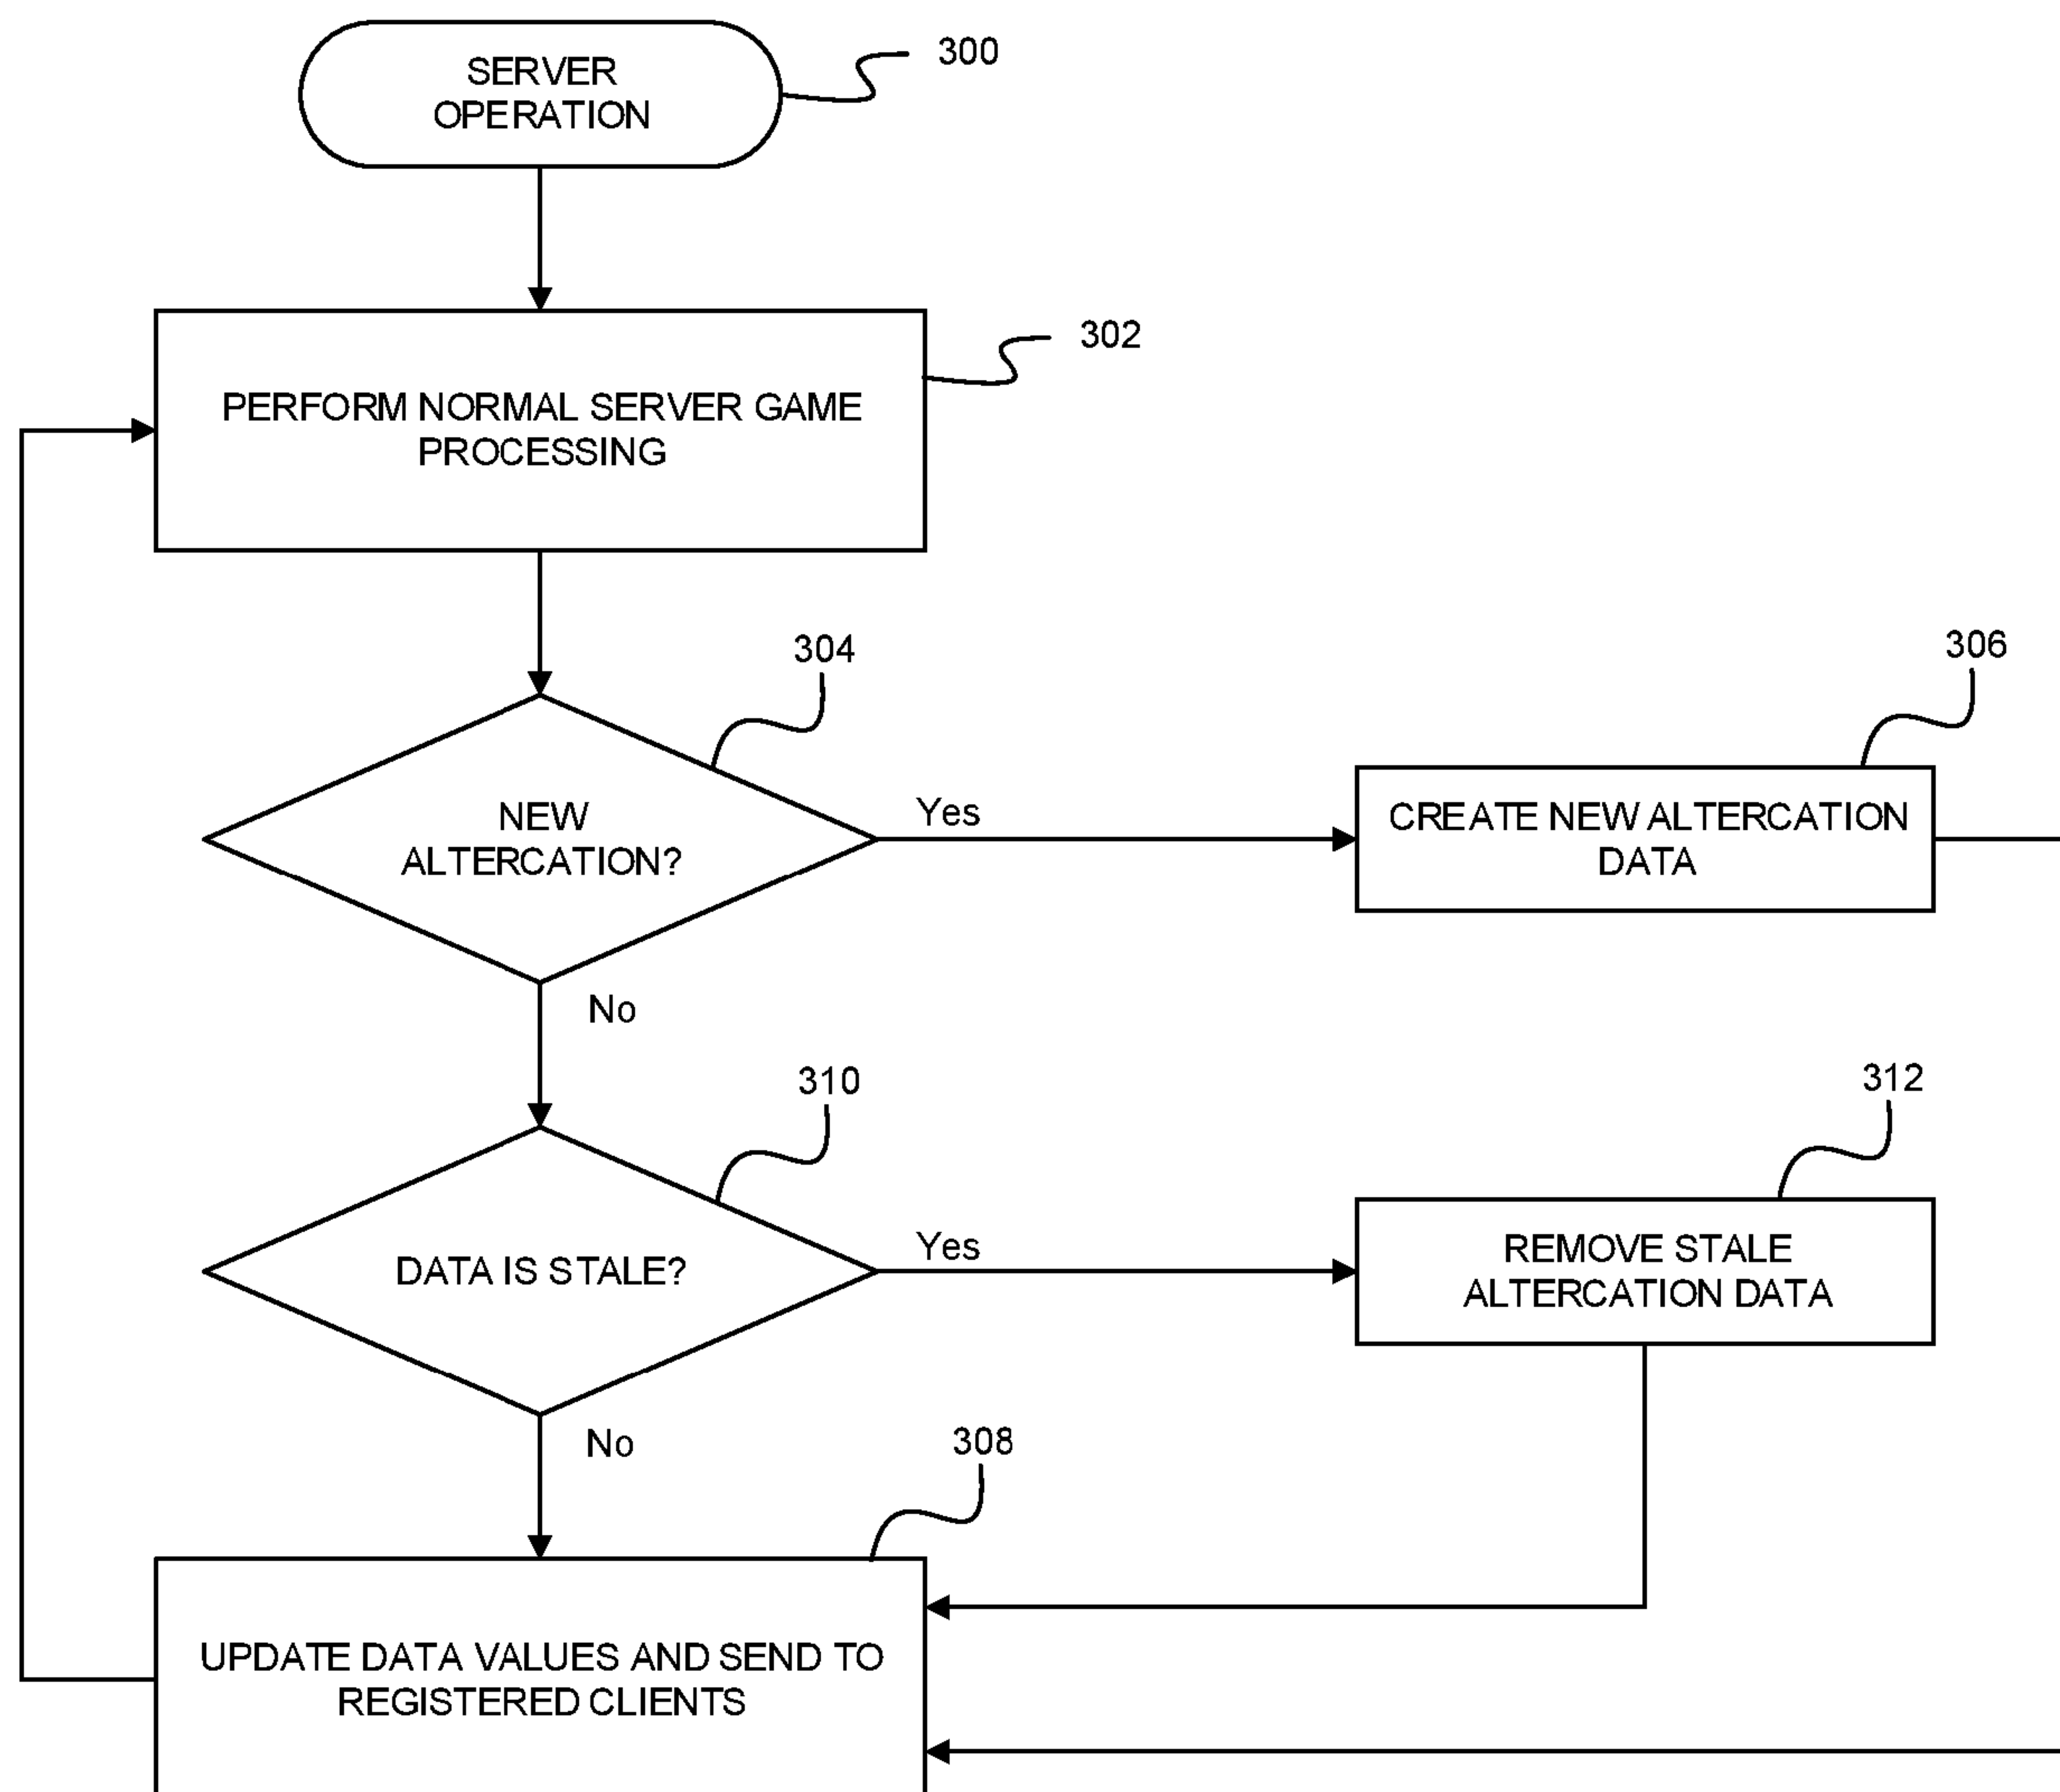 SERVER
OPERATION
300
PERFORM NORMAL SERVER GAME
PROCESSING
302
304
NEW
ALTERCATION?
Yes
306
CREATE NEW ALTERCATION
DATA
No
310
DATA IS STALE?
Yes
312
REMOVE STALE
ALTERCATION DATA
No
308
UPDATE DATA VALUES AND SEND TO
REGISTERED CLIENTS